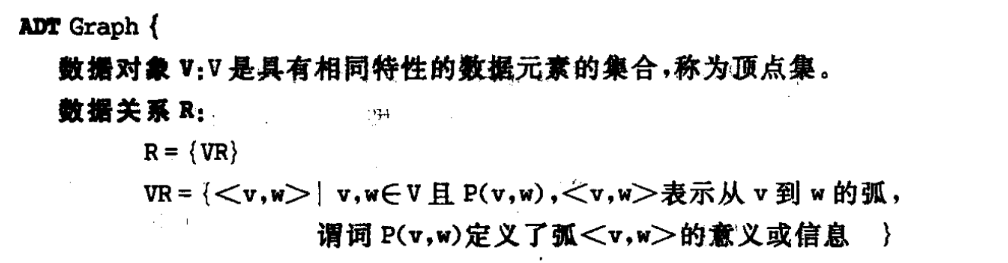 ADT Graph {
数据对象 V:V 是具有相同特性的数据元素的集合,称为顶点集。
数据关系 R:
R = {VR}
VR = {<v,w>| v,w∈V 且 P(v,w),<v,w>表示从 v 到 w 的弧,
谓词 P(v,w)定义了弧<v,w>的意义或信息 }